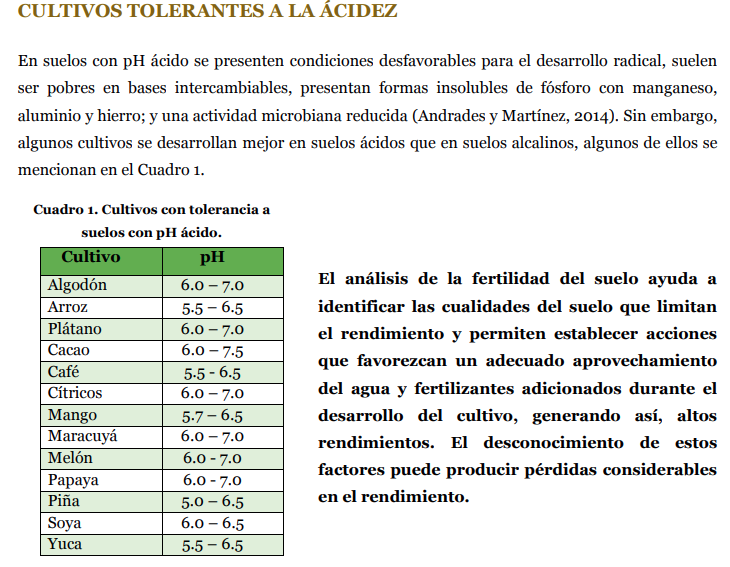 CULTIVOS TOLERANTES A LA ÁCIDEZ
En suelos con pH ácido se presenten condiciones desfavorables para el desarrollo radical, suelen
ser pobres en bases intercambiables, presentan formas insolubles de fósforo con manganeso,
aluminio y hierro; y una actividad microbiana reducida (Andrades y Martínez, 2014). Sin embargo,
algunos cultivos se desarrollan mejor en suelos ácidos que en suelos alcalinos, algunos de ellos se
mencionan en el Cuadro 1.
Cuadro 1. Cultivos con tolerancia a
suelos con pH ácido.
Cultivo pH
Algodón 6.0 – 7.0
Arroz 5.5 – 6.5
Plátano 6.0 – 7.0
Cacao 6.0 – 7.5
Café 5.5 - 6.5
Cítricos 6.0 – 7.0
Mango 5.7 – 6.5
Maracuyá 6.0 – 7.0
Melón 6.0 - 7.0
Papaya 6.0 - 7.0
Piña 5.0 – 6.5
Soya 6.0 – 6.5
Yuca 5.5 – 6.5
El análisis de la fertilidad del suelo ayuda a
identificar las cualidades del suelo que limitan
el rendimiento y permiten establecer acciones
que favorezcan un adecuado aprovechamiento
del agua y fertilizantes adicionados durante el
desarrollo del cultivo, generando así, altos
rendimientos. El desconocimiento de estos
factores puede producir pérdidas considerables
en el rendimiento.